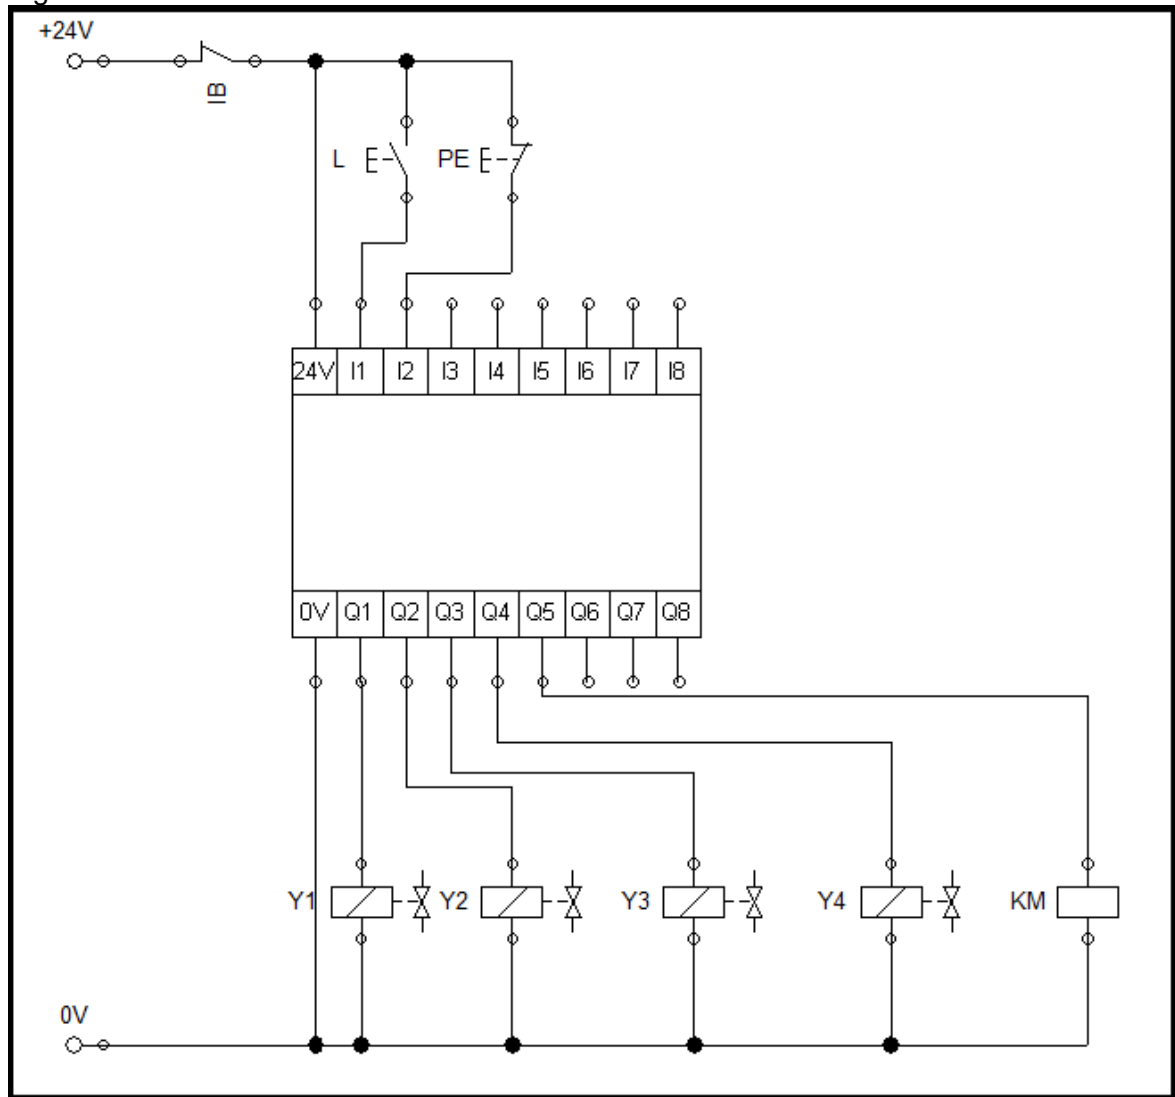 +24V
IB
L
PE
24V I1 I2 I3 I4 I5 I6 I7 I8
0V Q1 Q2 Q3 Q4 Q5 Q6 Q7 Q8
Y1 Y2 Y3 Y4 KM
0V